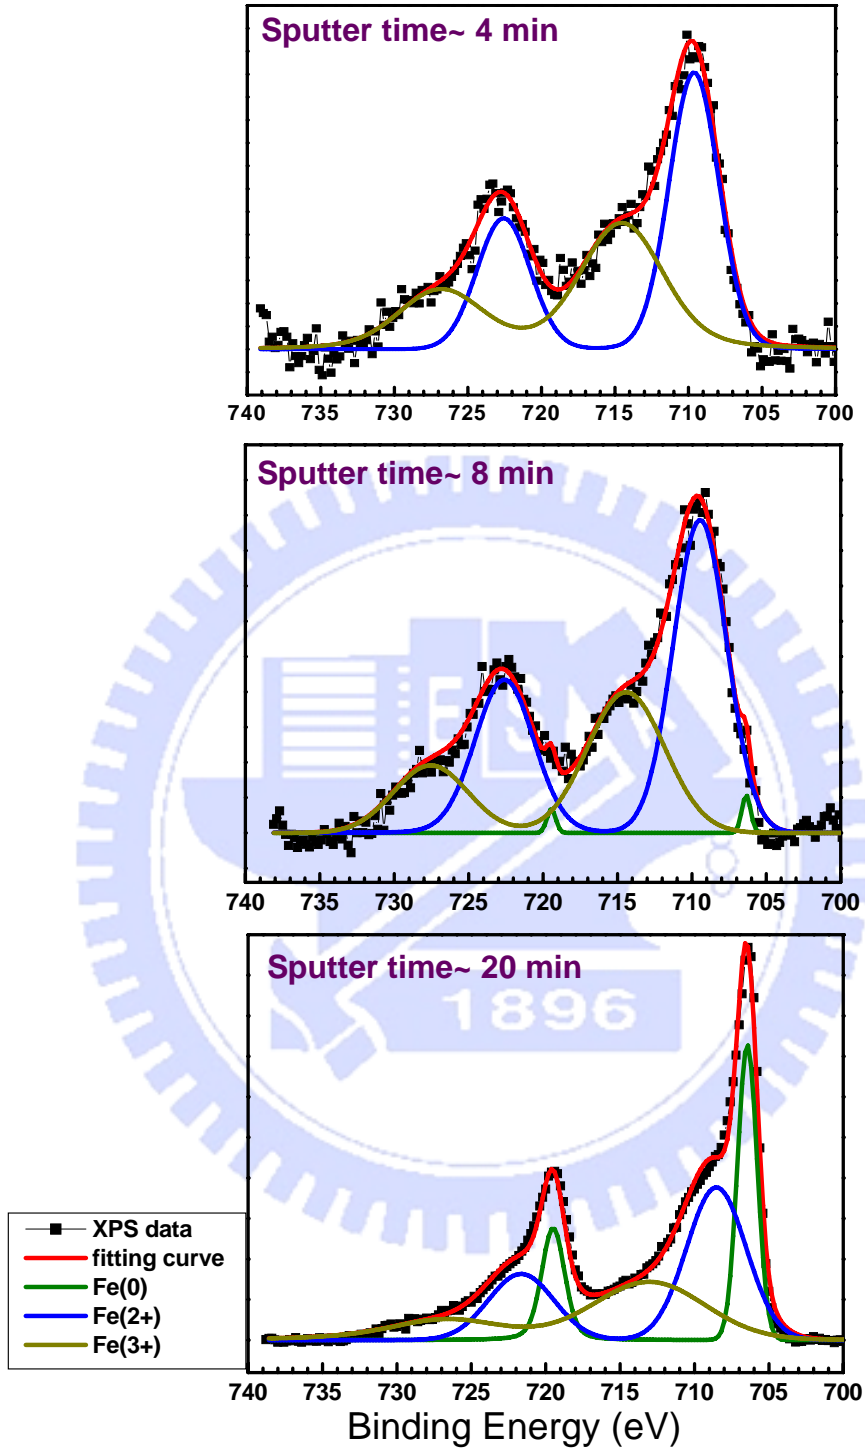 Sputter time~ 4 min
740 735 730 725 720 715 710 705 700
Sputter time~ 8 min
740 735 730 725 720 715 710 705 700
Sputter time~ 20 min
1896
XPS data
fitting curve
Fe(0)
Fe(2+)
Fe(3+)
740 735 730 725 720 715 710 705 700
Binding Energy (eV)